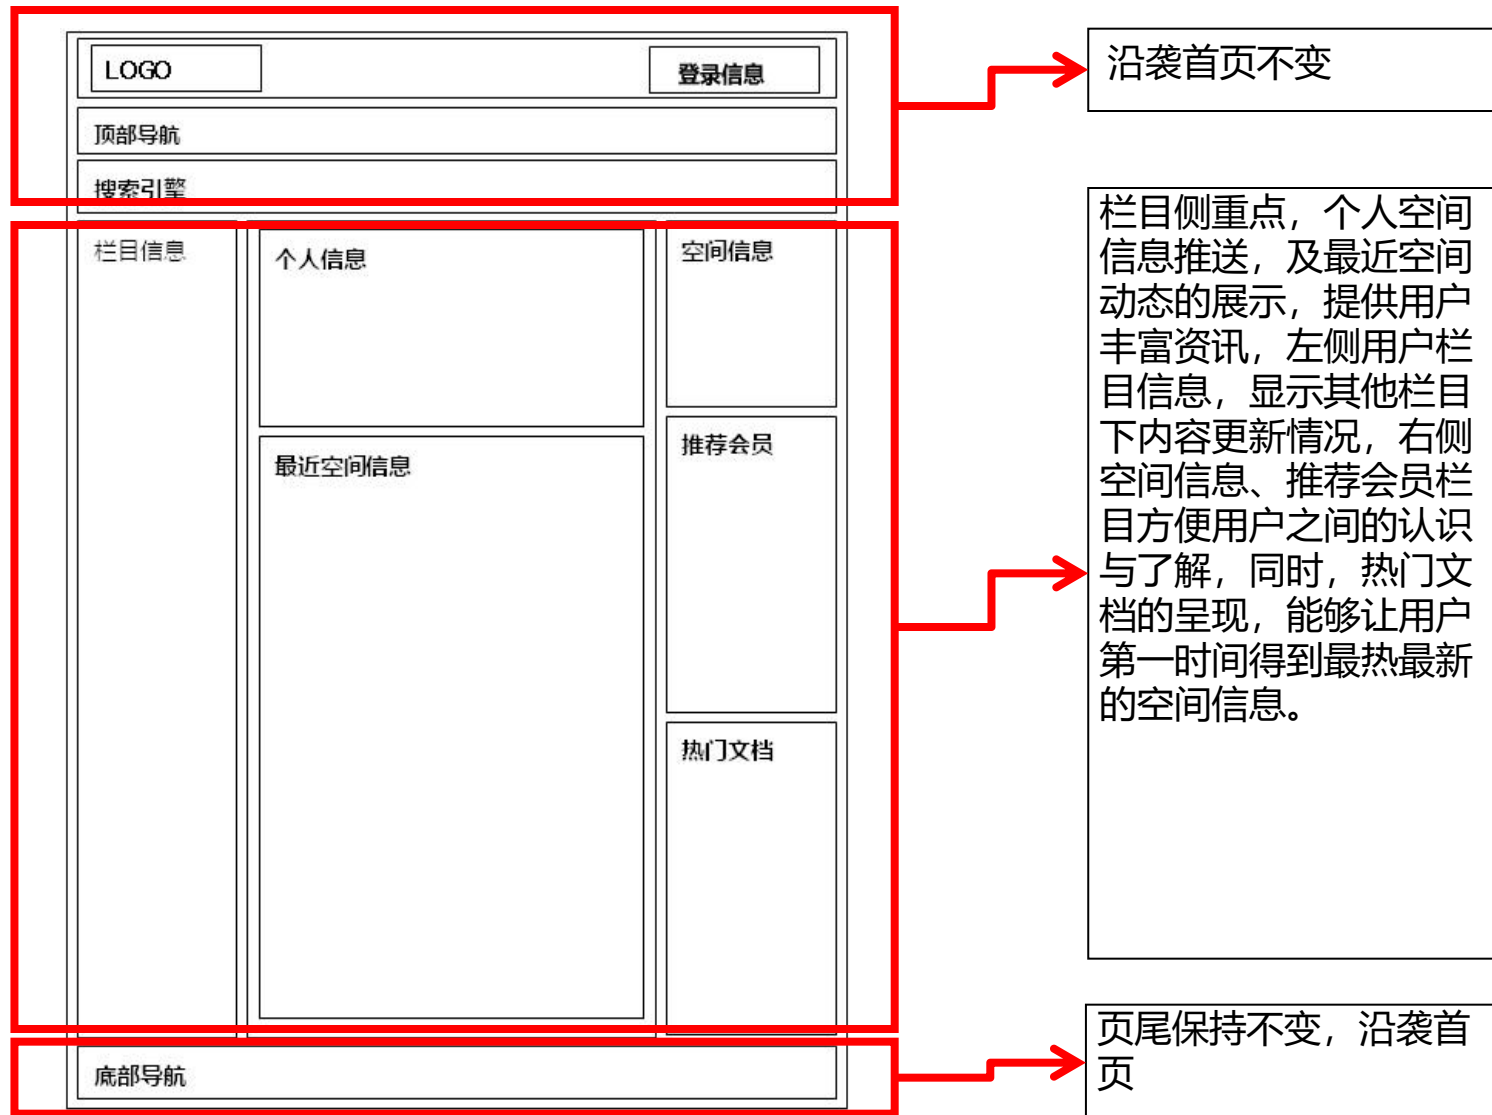 LOGO
登录信息
顶部导航
搜索引擎
栏目信息
个人信息
空间信息
推荐会员
最近空间信息
热门文档
底部导航
沿袭首页不变
栏目侧重点，个人空间
信息推送，及最近空间
动态的展示，提供用户
丰富资讯，左侧用户栏
目信息，显示其他栏目
下内容更新情况，右侧
空间信息、推荐会员栏
目方便用户之间的认识
与了解，同时，热门文
档的呈现，能够让用户
第一时间得到最热最新
的空间信息。
页尾保持不变，沿袭首
页